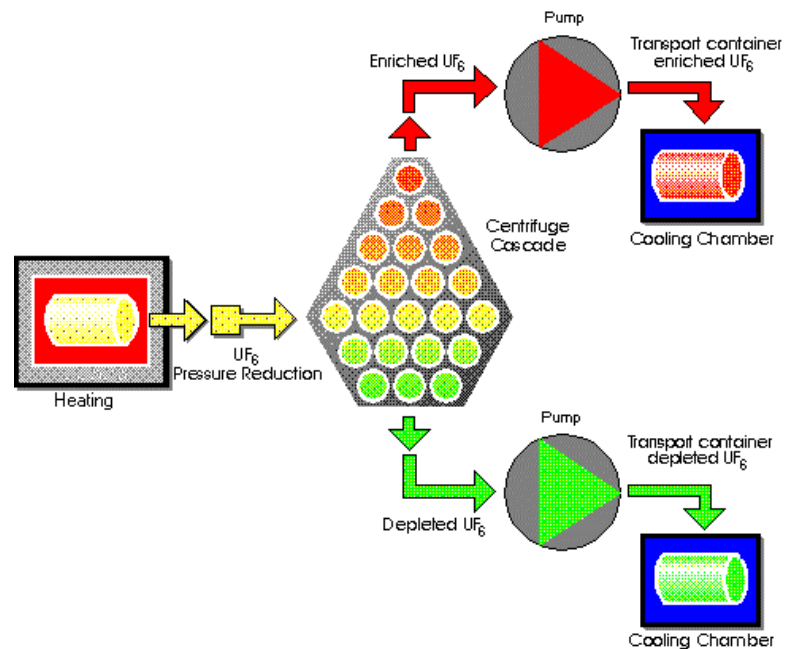 Pump
Enriched UF₆
Transport container
enriched UF₆
Centrifuge
Cascade
Cooling Chamber
UF₆
Pressure Reduction
Heating
Pump
Transport container
depleted UF₆
Depleted UF₆
Cooling Chamber